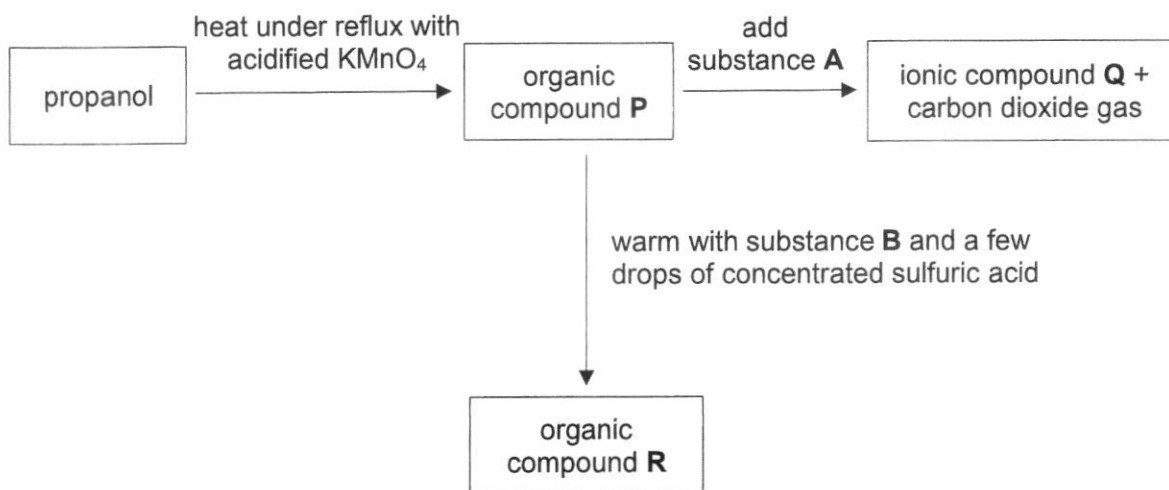 heat under reflux with
acidified KMnO₄
propanol
organic
compound P
add
substance A
ionic compound Q +
carbon dioxide gas
warm with substance B and a few
drops of concentrated sulfuric acid
organic
compound R